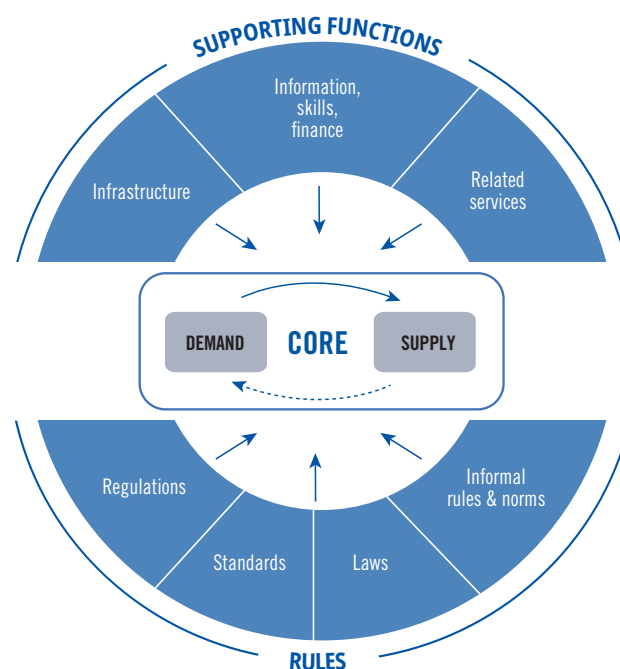 SUPPORTING FUNCTIONS
Information,
skills,
finance
Infrastructure
Related
services
DEMAND
CORE
SUPPLY
Regulations
Informal
rules & norms
Standards
Laws
RULES